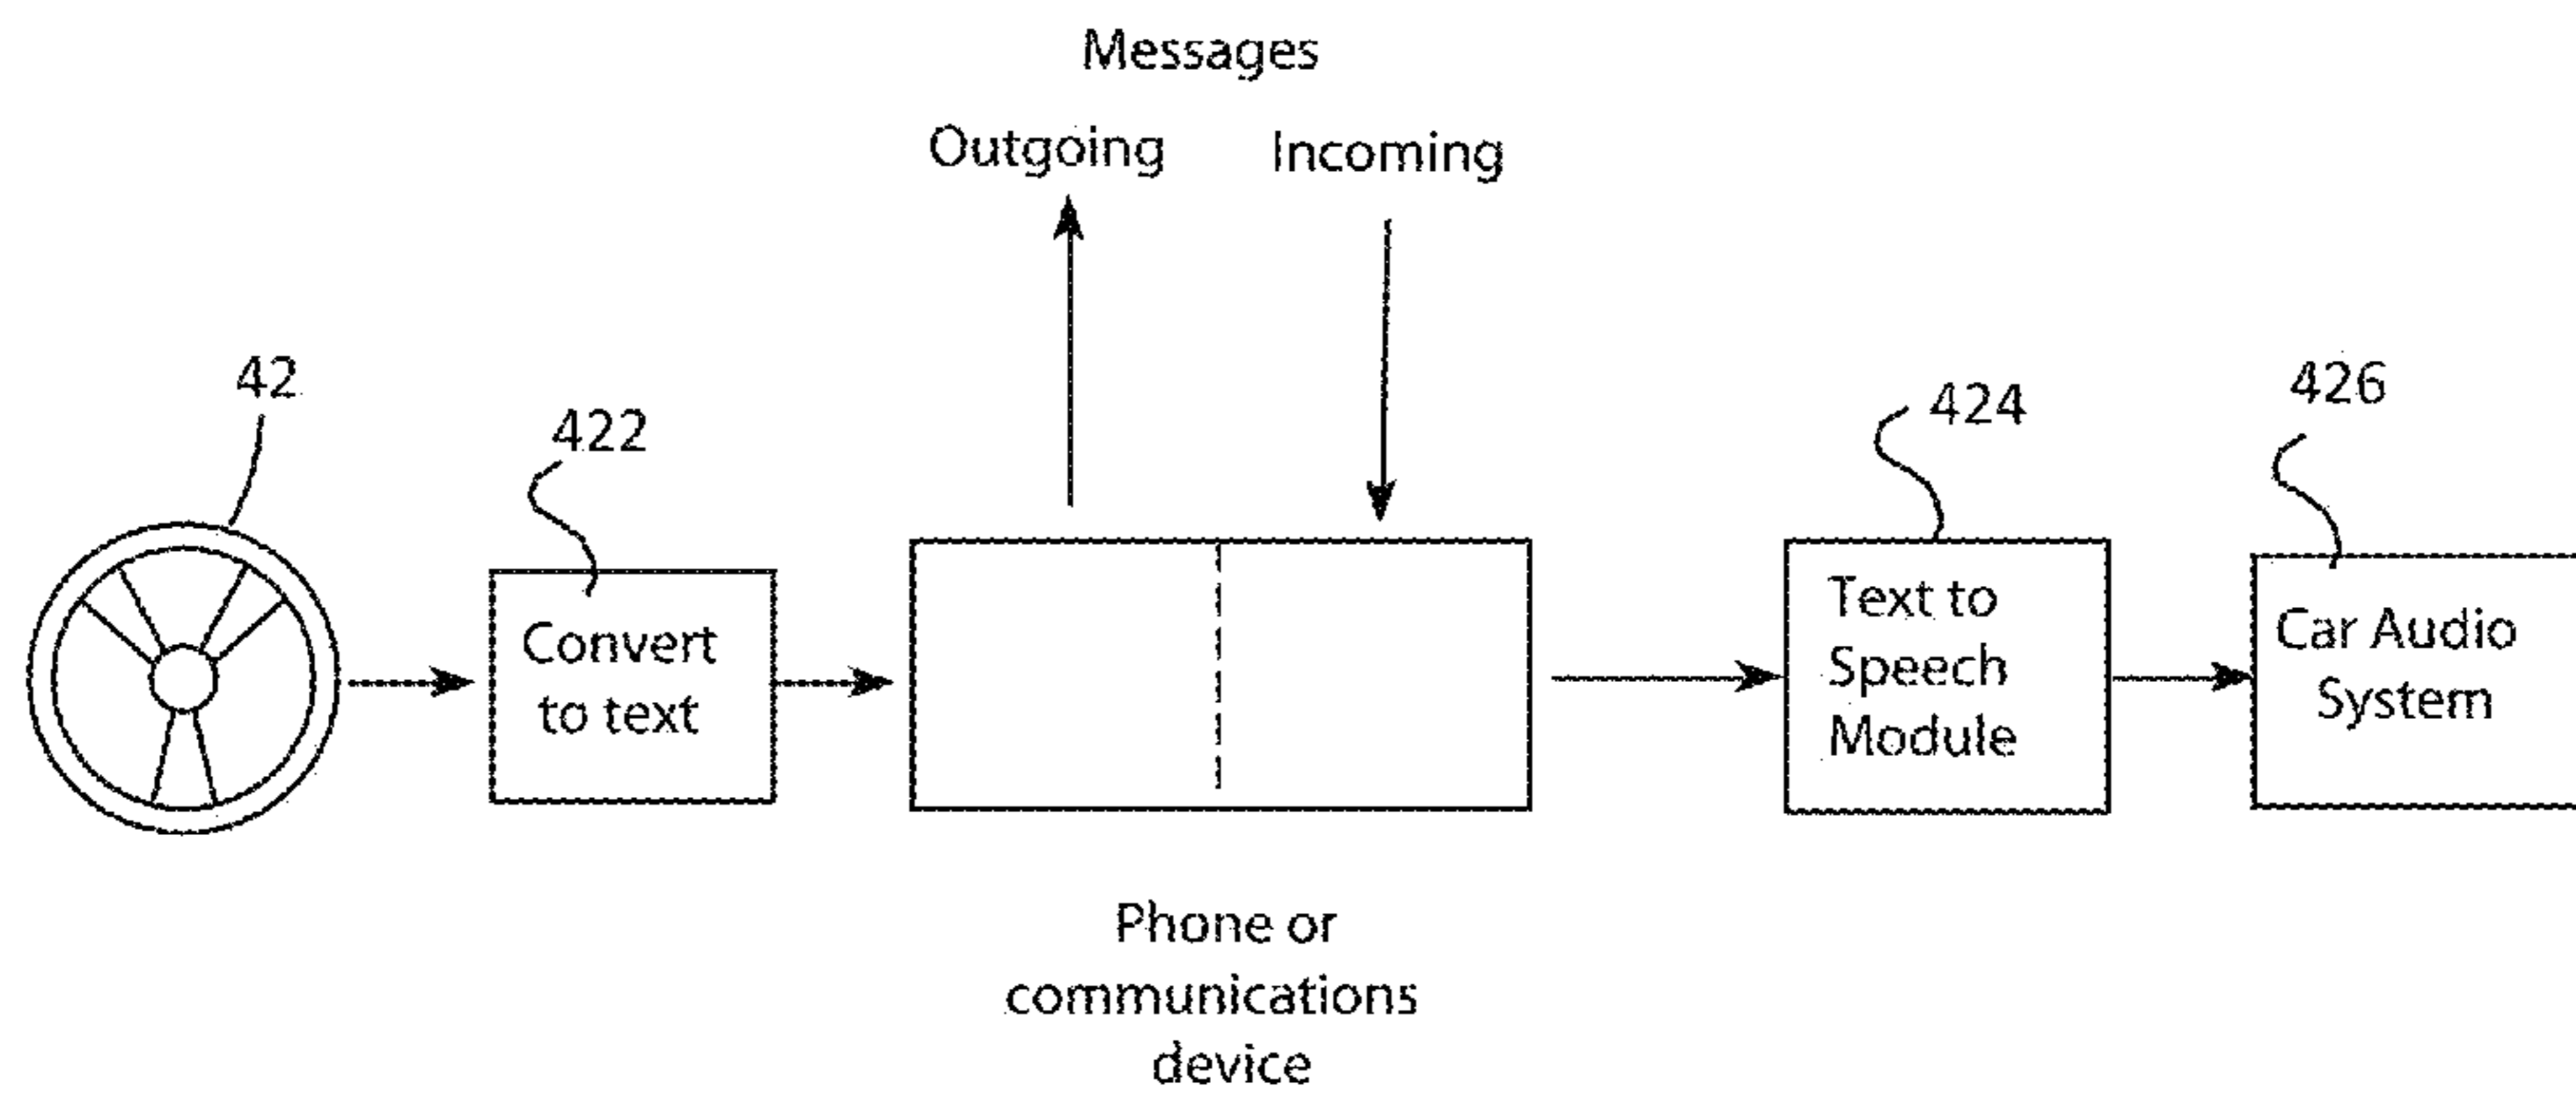 Messages
Outgoing Incoming
42
422
424
426
Convert
to text
Text to
Speech
Module
Car Audio
System
Phone or
communications
device